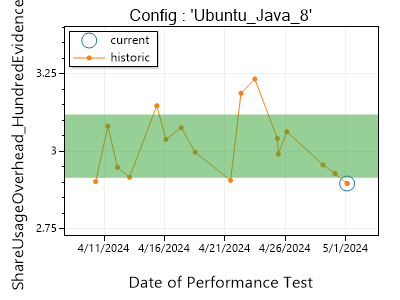 Config : 'Ubuntu_Java_8'
current
historic
ShareUsageOverhead_HundredEvidence
3.25
3
2.75
4/11/2024 4/16/2024 4/21/2024 4/26/2024 5/1/2024
Date of Performance Test